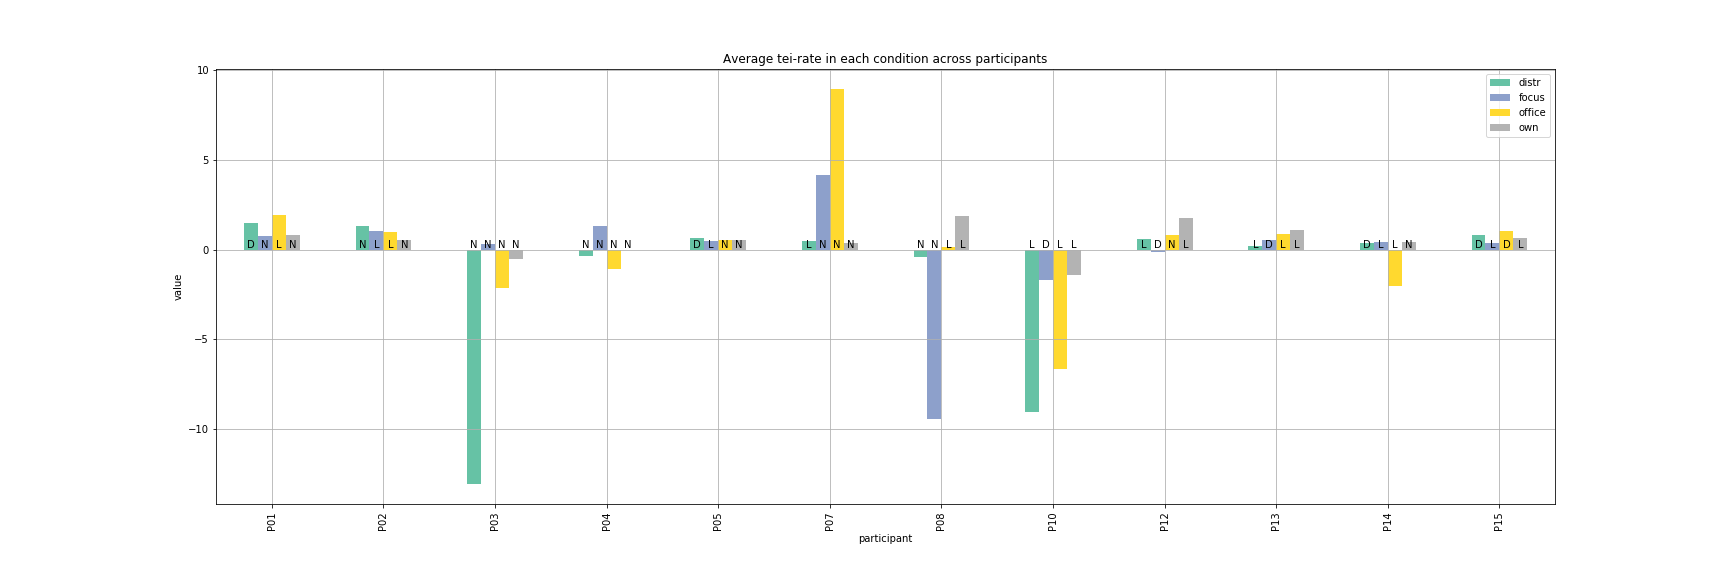 Average tei-rate in each condition across participants
10
5
0
−5
−10
value
distr
focus
office
own
D N L N
N L L N
N N N N
N N N N
D L N N
L N N N
N N L L
L D L L
L D N L
L D L L
D L L N
D L D L
P01
P02
P03
P04
P05
P07
P08
P10
P12
P13
P14
P15
participant